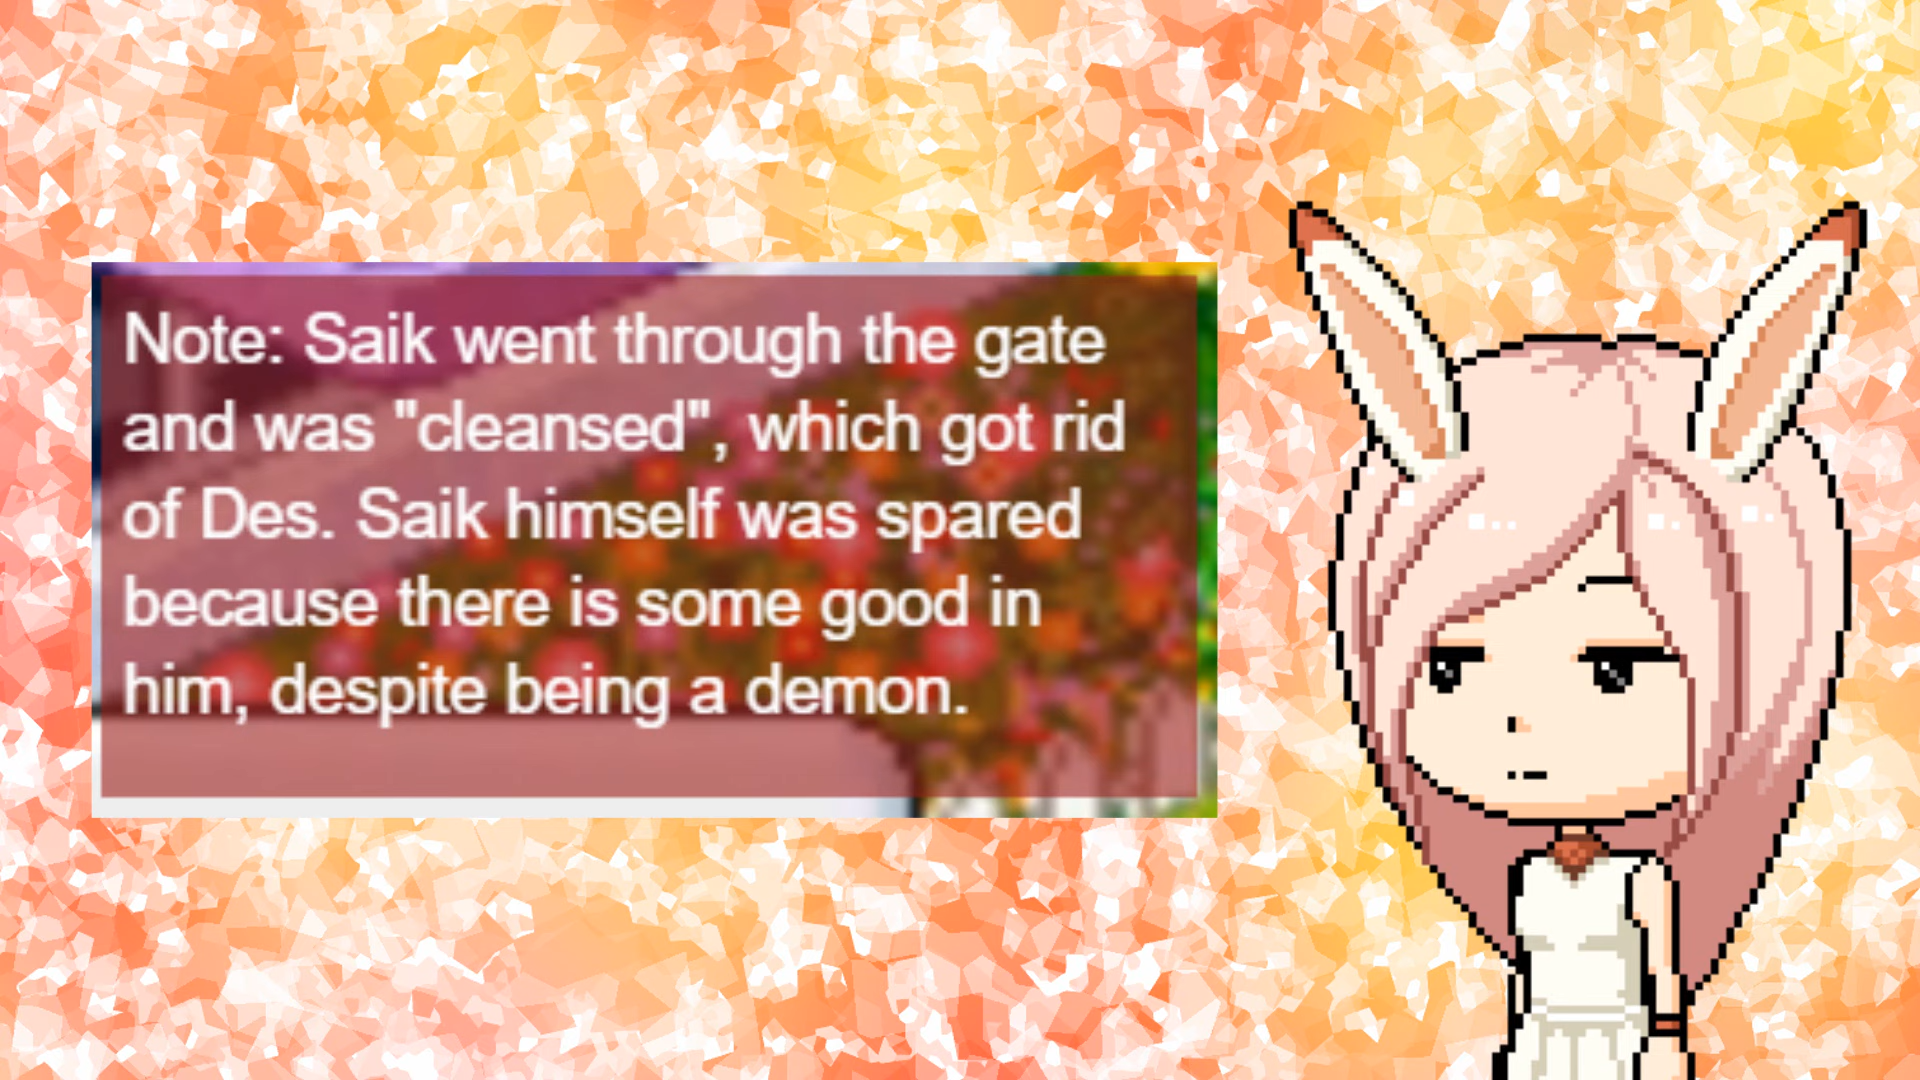 Note: Saik went through the gate
and was "cleansed", which got rid
of Des. Saik himself was spared
because there is some good in
him, despite being a demon.